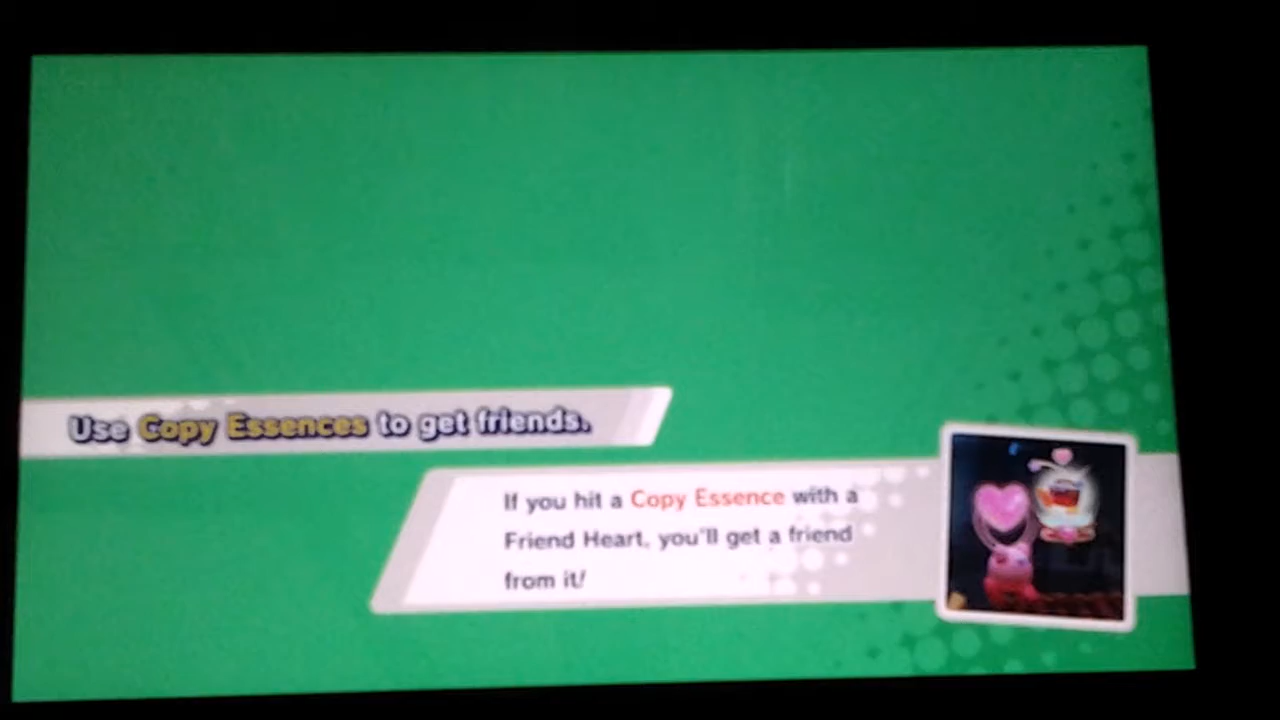 Use Copy Essences to get friends.
If you hit a Copy Essence with a
Friend Heart, you'll get a friend
from it!